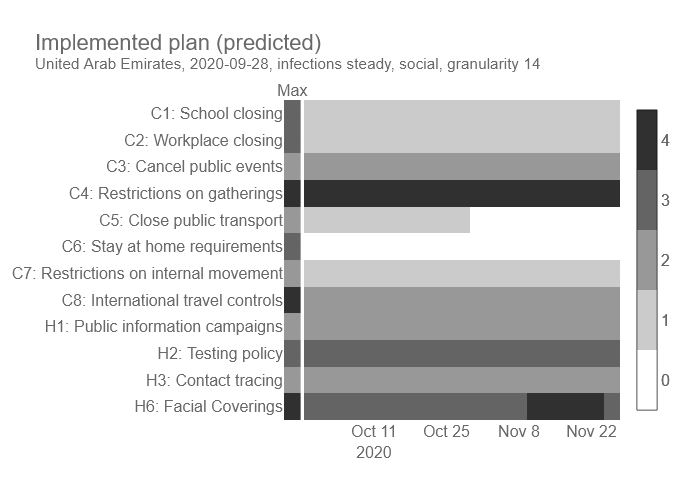 Implemented plan (predicted)
United Arab Emirates, 2020-09-28, infections steady, social, granularity 14
Max
C1: School closing
C2: Workplace closing
C3: Cancel public events
C4: Restrictions on gatherings
C5: Close public transport
C6: Stay at home requirements
C7: Restrictions on internal movement
C8: International travel controls
H1: Public information campaigns
H2: Testing policy
H3: Contact tracing
H6: Facial Coverings
4
3
2
1
0
Oct 11 Oct 25 Nov 8 Nov 22
2020